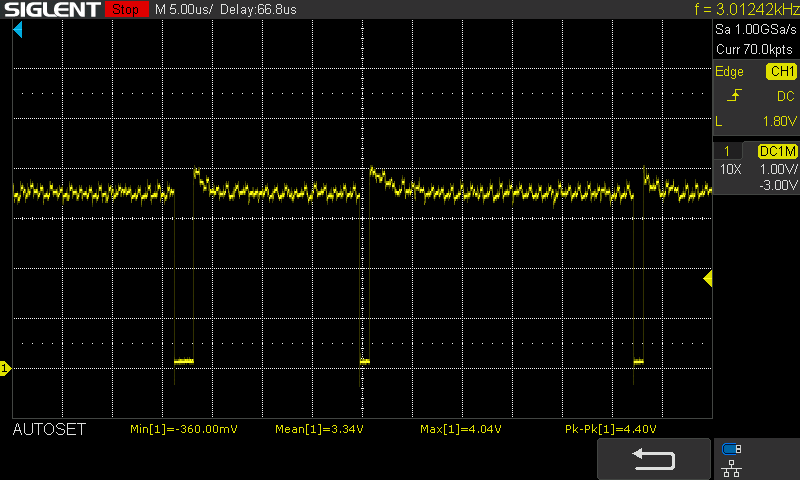 SIGLENT Stop M 5.00us/ Delay:66.8us f = 3.01242kHz
Sa 1.00GSa/s
Curr 70.0kpts
Edge CH1
DC
L 1.80V
1 DC1M
10X 1.00V/
-3.00V
1
AUTOSET Min[1]=-360.00mV Mean[1]=3.34V Max[1]=4.04V Pk-Pk[1]=4.40V